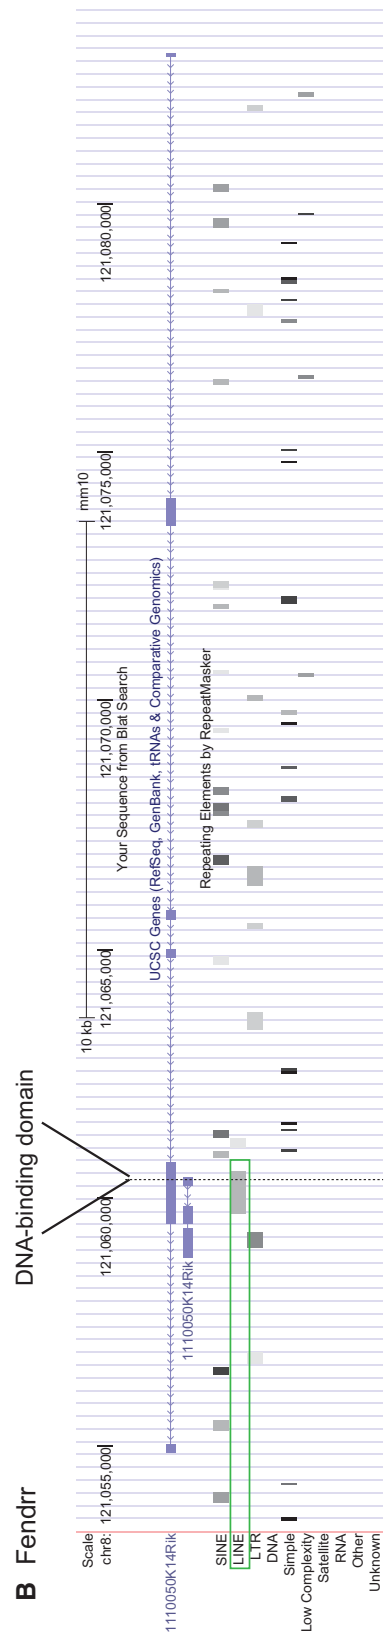 B Fendrr
DNA-binding domain
Scale
10 kb
mm10
chr8:
121,055,000
121,060,000
121,065,000
121,070,000
121,075,000
121,080,000
Your Sequence from Blat Search
UCSC Genes (RefSeq, GenBank, tRNAs & Comparative Genomics)
1110050K14Rik
1110050K14Rik
Repeating Elements by RepeatMasker
SINE
LINE
LTR
DNA
Simple
Low Complexity
Satellite
RNA
Other
Unknown